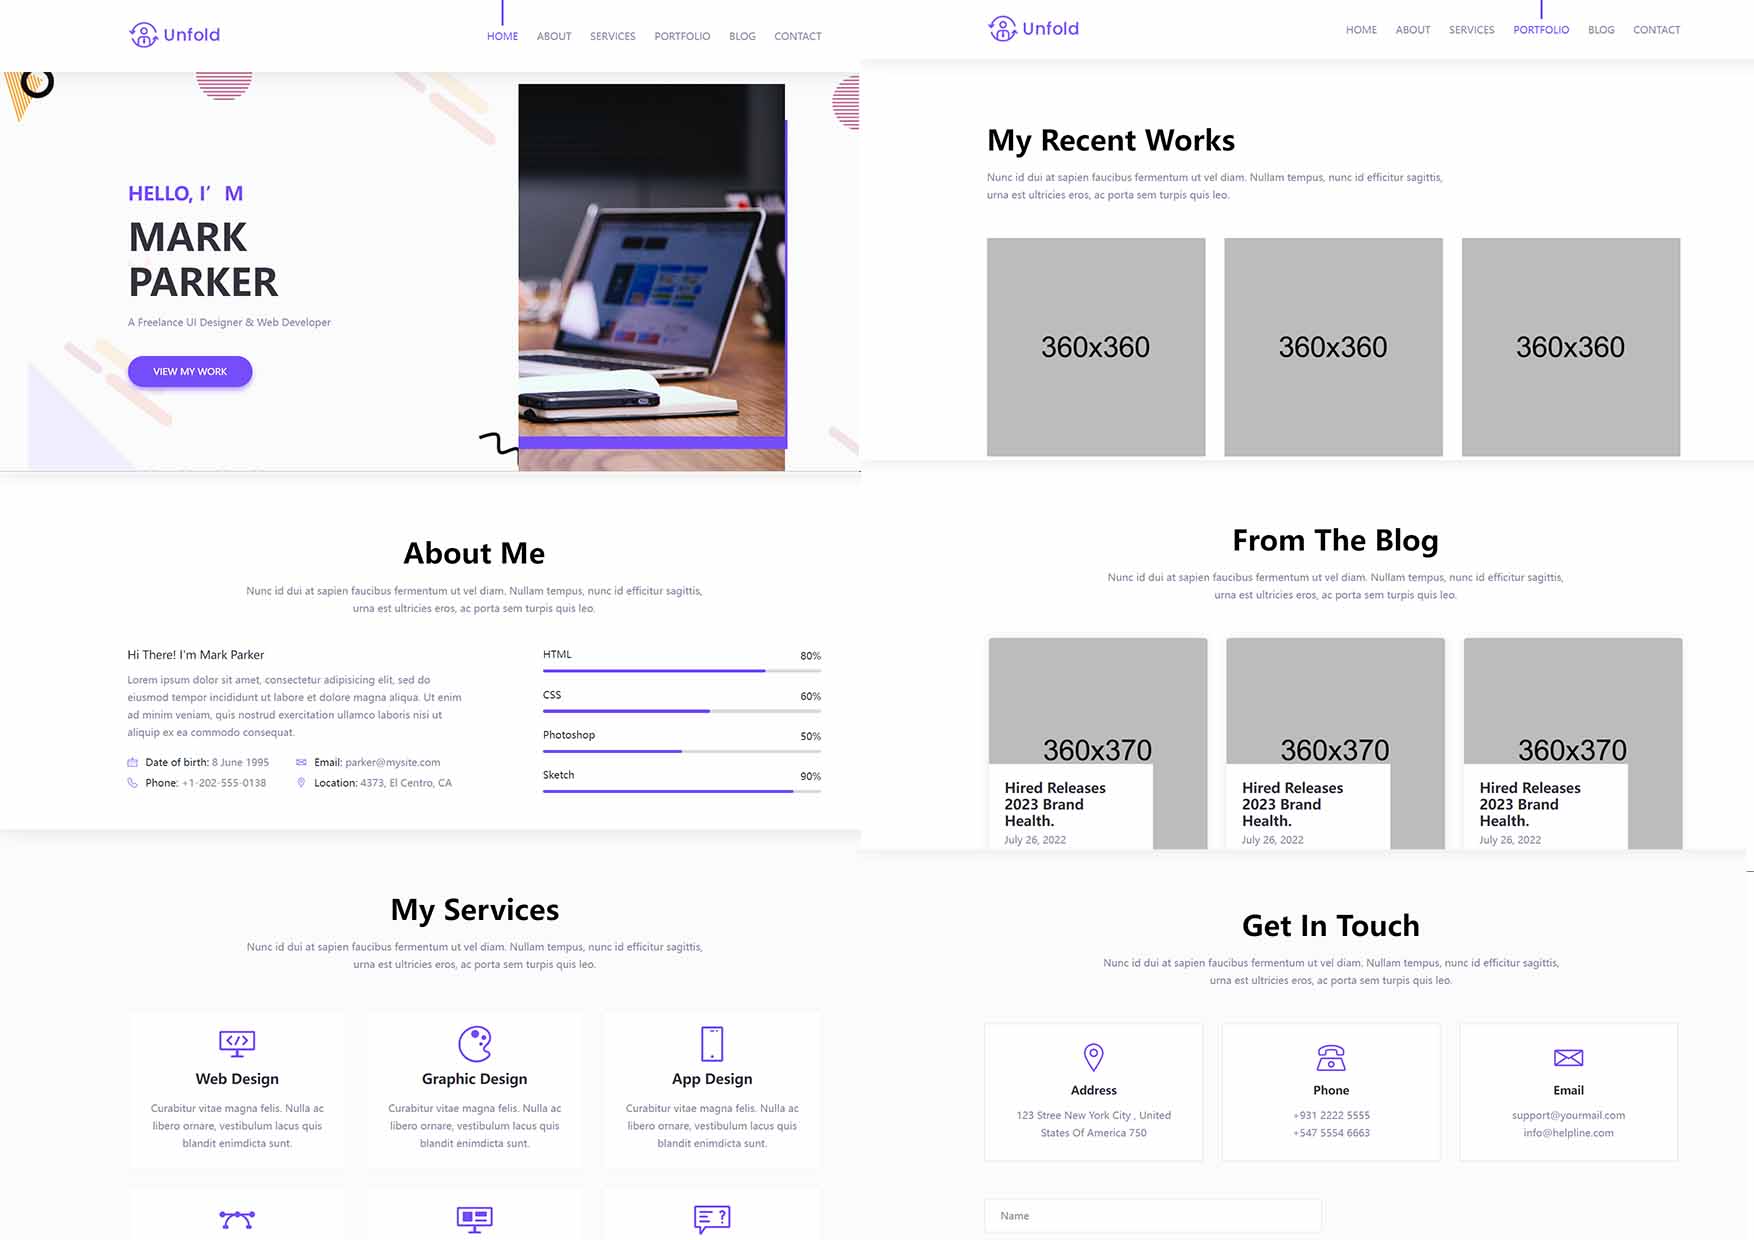 Unfold
HOME ABOUT SERVICES PORTFOLIO BLOG CONTACT
HELLO, I’ M
MARK
PARKER
A Freelance UI Designer & Web Developer
VIEW MY WORK
About Me
Nunc id dui at sapien faucibus fermentum ut vel diam. Nullam tempus, nunc id efficitur sagittis,
urna est ultricies eros, ac porta sem turpis quis leo.
Hi There! I'm Mark Parker
Lorem ipsum dolor sit amet, consectetur adipisicing elit, sed do
eiusmod tempor incididunt ut labore et dolore magna aliqua. Ut enim
ad minim veniam, quis nostrud exercitation ullamco laboris nisi ut
aliquip ex ea commodo consequat.
Date of birth: 8 June 1995 Email: parker@mysite.com
Phone: +1-202-555-0138 Location: 4373, El Centro, CA
HTML 80%
CSS 60%
Photoshop 50%
Sketch 90%
My Services
Nunc id dui at sapien faucibus fermentum ut vel diam. Nullam tempus, nunc id efficitur sagittis,
urna est ultricies eros, ac porta sem turpis quis leo.
Web Design
Curabitur vitae magna felis. Nulla ac
libero ornare, vestibulum lacus quis
blandit enimdicta sunt.
Graphic Design
Curabitur vitae magna felis. Nulla ac
libero ornare, vestibulum lacus quis
blandit enimdicta sunt.
App Design
Curabitur vitae magna felis. Nulla ac
libero ornare, vestibulum lacus quis
blandit enimdicta sunt.
Unfold
HOME ABOUT SERVICES PORTFOLIO BLOG CONTACT
My Recent Works
Nunc id dui at sapien faucibus fermentum ut vel diam. Nullam tempus, nunc id efficitur sagittis,
urna est ultricies eros, ac porta sem turpis quis leo.
360x360 360x360 360x360
From The Blog
Nunc id dui at sapien faucibus fermentum ut vel diam. Nullam tempus, nunc id efficitur sagittis,
urna est ultricies eros, ac porta sem turpis quis leo.
360x370
Hired Releases
2023 Brand
Health.
July 26, 2022
360x370
Hired Releases
2023 Brand
Health.
July 26, 2022
360x370
Hired Releases
2023 Brand
Health.
July 26, 2022
Get In Touch
Nunc id dui at sapien faucibus fermentum ut vel diam. Nullam tempus, nunc id efficitur sagittis,
urna est ultricies eros, ac porta sem turpis quis leo.
Address
123 Stree New York City , United
States Of America 750
Phone
+931 2222 5555
+547 5554 6663
Email
support@yourmail.com
info@helpline.com
Name